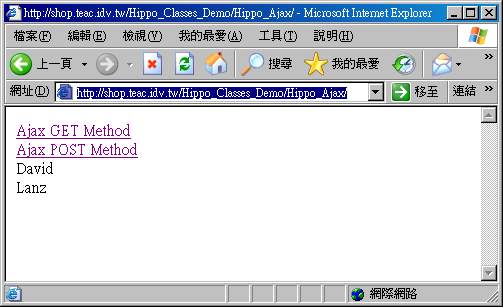 http://shop.teac.idv.tw/Hippo_Classes_Demo/Hippo_Ajax/ - Microsoft Internet Explorer
檔案(F) 編輯(E) 檢視(V) 我的最愛(A) 工具(T) 說明(H)
上一頁 搜尋 我的最愛 »
網址(D) http://shop.teac.idv.tw/Hippo_Classes_Demo/Hippo_Ajax/ 移至 連結 »
Ajax GET Method
Ajax POST Method
David
Lanz
網際網路